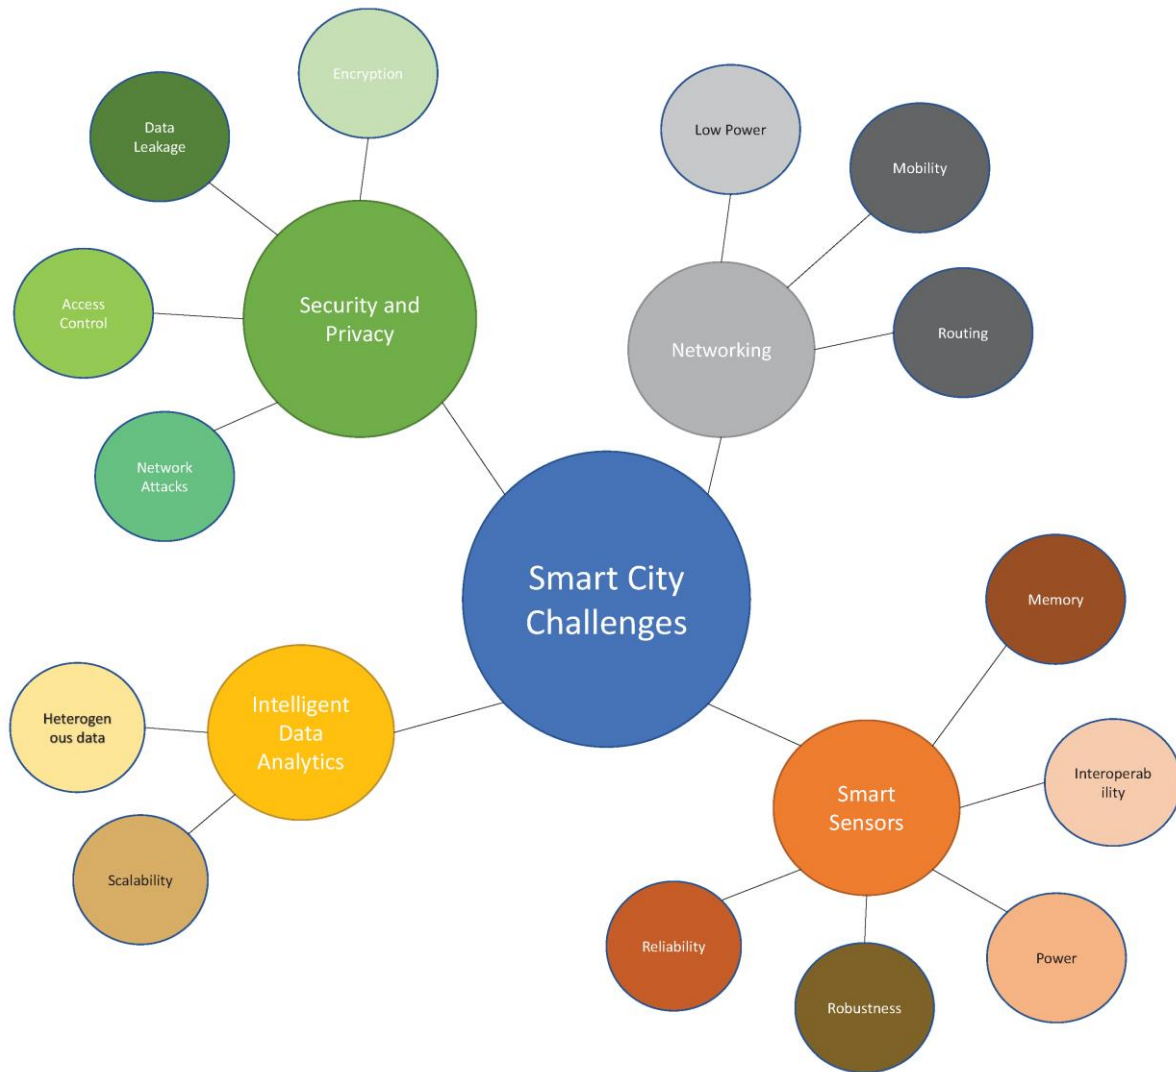 Encryption
Data
Leakage
Access
Control
Network
Attacks
Security and
Privacy
Low Power
Mobility
Routing
Networking
Smart City
Challenges
Intelligent
Data
Analytics
Heterogen
ous data
Scalability
Smart
Sensors
Memory
Interoperab
ility
Power
Robustness
Reliability